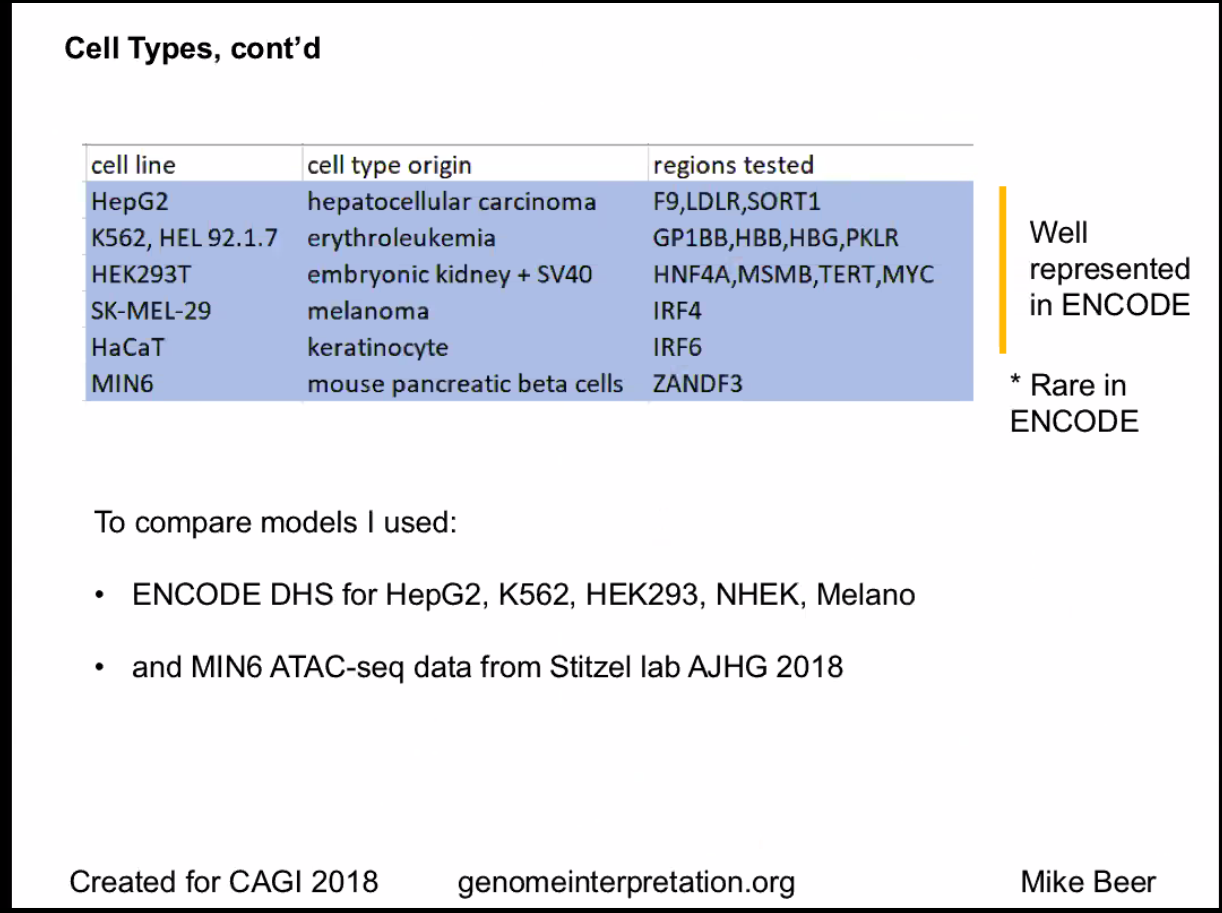 Cell Types, cont’d
cell line cell type origin regions tested
HepG2 hepatocellular carcinoma F9,LDLR,SORT1
K562, HEL 92.1.7 erythroleukemia GP1BB,HBB,HBG,PKLR
HEK293T embryonic kidney + SV40 HNF4A,MSMB,TERT,MYC
SK-MEL-29 melanoma IRF4
HaCaT keratinocyte IRF6
MIN6 mouse pancreatic beta cells ZANDF3
Well
represented
in ENCODE
* Rare in
ENCODE
To compare models I used:
• ENCODE DHS for HepG2, K562, HEK293, NHEK, Melano
• and MIN6 ATAC-seq data from Stitzel lab AJHG 2018
Created for CAGI 2018 genomeinterpretation.org Mike Beer